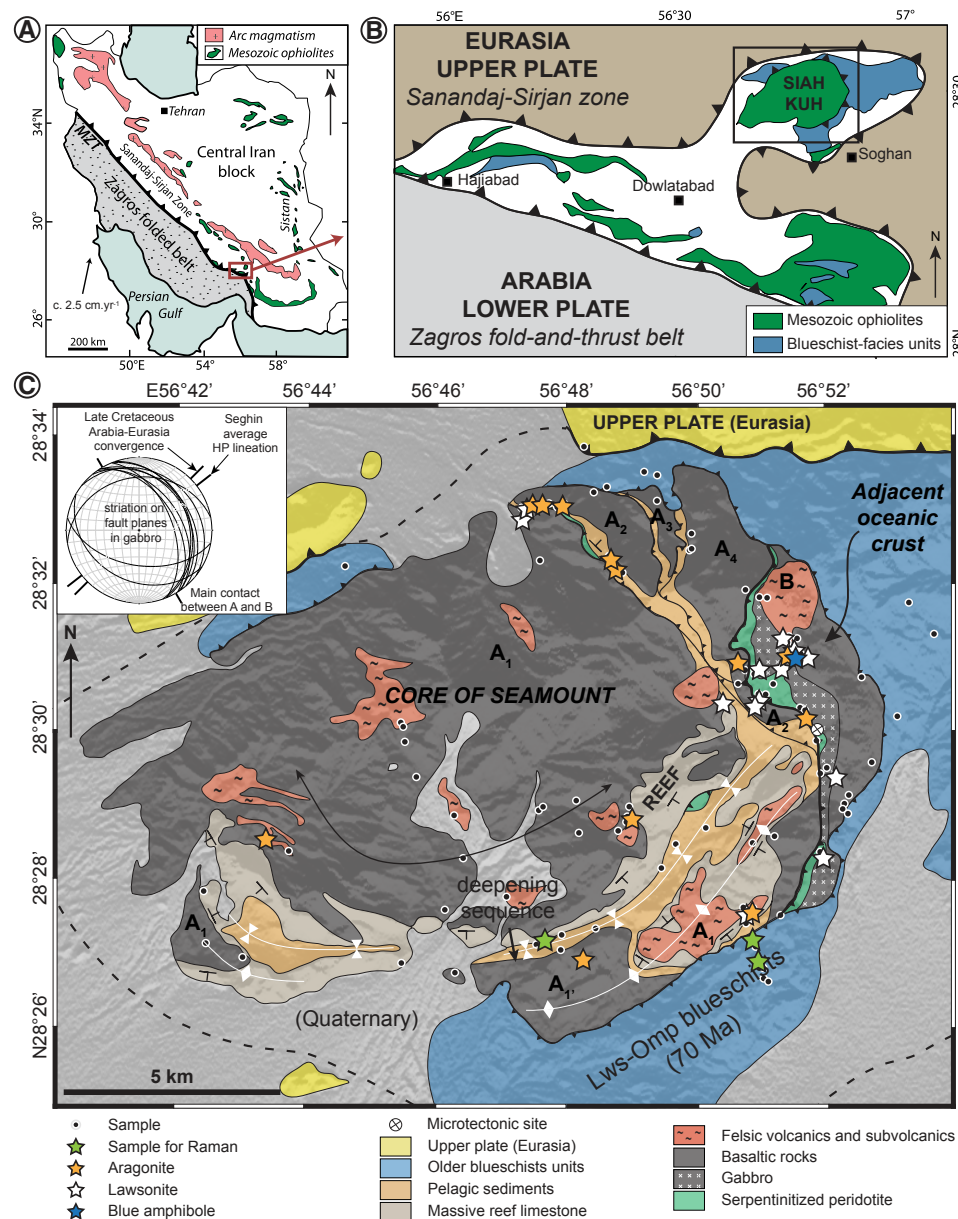 A
Arc magmatism
Mesozoic ophiolites
N
Tehran
34°N
MZT
Sanandaj-Sirjan Zone
Central Iran
block
Sistan
30°N
Zagros folded belt
c. 2.5 cm.yr⁻¹
Persian
Gulf
26°N
200 km
50°E
54°
58°
B
56°E
56°30
57°
EURASIA
UPPER PLATE
Sanandaj-Sirjan zone
SIAH
KUH
28°30
Soghan
Hajiabad
Dowlatabad
N
ARABIA
LOWER PLATE
Zagros fold-and-thrust belt
N28°
Mesozoic ophiolites
Blueschist-facies units
C
E56°42'
56°44'
56°46'
56°48'
56°50'
56°52'
28°34'
28°32'
28°30'
28°28'
N28°26'
Late Cretaceous
Arabia-Eurasia
convergence
Seghin
average
HP lineation
striation on
fault planes
in gabbro
Main contact
between A and B
UPPER PLATE (Eurasia)
Adjacent
oceanic
crust
A₂
A₃
A₄
B
N
A₁
CORE OF SEAMOUNT
A₂
REEF
deepening
sequence
A₁
A₁
A₁'
(Quaternary)
Lws-Omp blueschists
(70 Ma)
5 km
Sample
Sample for Raman
Aragonite
Lawsonite
Blue amphibole
Microtectonic site
Upper plate (Eurasia)
Older blueschists units
Pelagic sediments
Massive reef limestone
Felsic volcanics and subvolcanics
Basaltic rocks
Gabbro
Serpentinitized peridotite